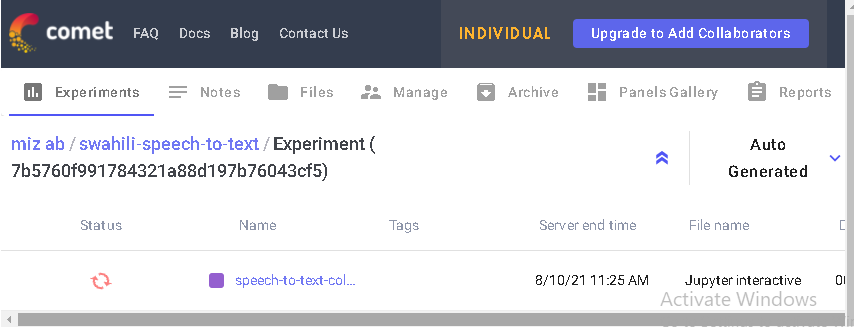 comet FAQ Docs Blog Contact Us INDIVIDUAL Upgrade to Add Collaborators
Experiments Notes Files Manage Archive Panels Gallery Reports
miz ab / swahili-speech-to-text / Experiment (
7b5760f991784321a88d197b76043cf5)
Auto
Generated
Status Name Tags Server end time File name
speech-to-text-col... 8/10/21 11:25 AM Jupyter interactive
Activate Windows